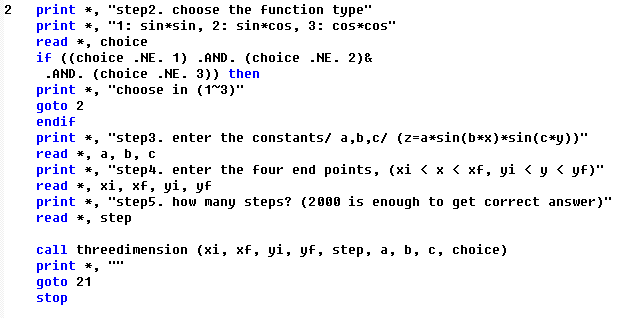 2 print *, "step2. choose the function type"
print *, "1: sin*sin, 2: sin*cos, 3: cos*cos"
read *, choice
if ((choice .NE. 1) .AND. (choice .NE. 2)&
.AND. (choice .NE. 3)) then
print *, "choose in (1~3)"
goto 2
endif
print *, "step3. enter the constants/ a,b,c/ (z=a*sin(b*x)*sin(c*y))"
read *, a, b, c
print *, "step4. enter the four end points, (xi < x < xf, yi < y < yf)"
read *, xi, xf, yi, yf
print *, "step5. how many steps? (2000 is enough to get correct answer)"
read *, step
call threedimension (xi, xf, yi, yf, step, a, b, c, choice)
print *, ""
goto 21
stop